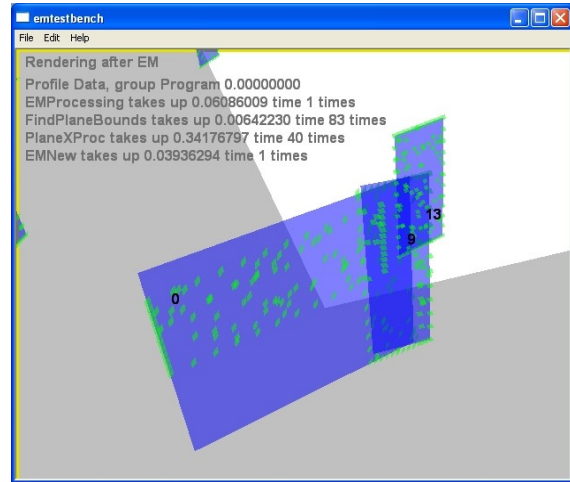 emtestbench
File Edit Help
Rendering after EM
Profile Data, group Program 0.00000000
EMProcessing takes up 0.06086009 time 1 times
FindPlaneBounds takes up 0.00642230 time 83 times
PlaneXProc takes up 0.34176797 time 40 times
EMNew takes up 0.03936294 time 1 times
13
9
0